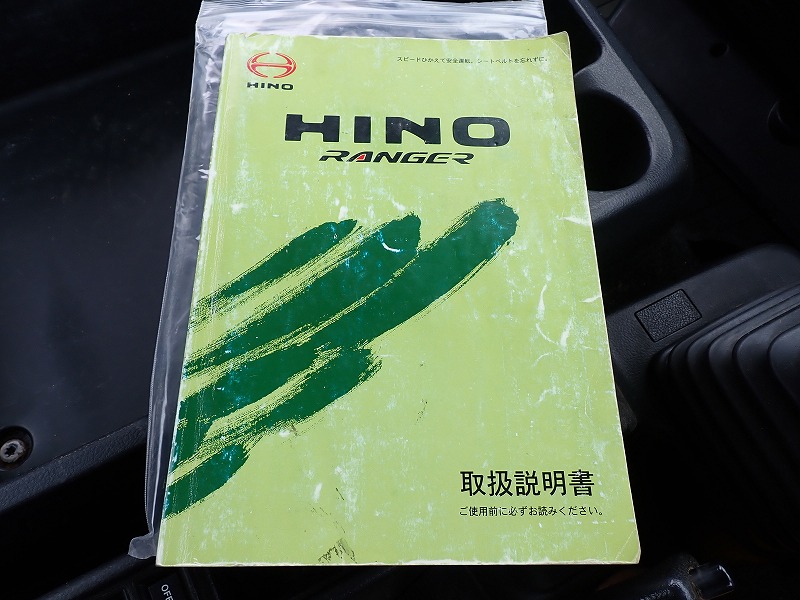 スピードひかえて安全運転、シートベルトを忘れずに。
HINO
HINO
RANGER
取扱説明書
ご使用前に必ずお読みください。
OFF